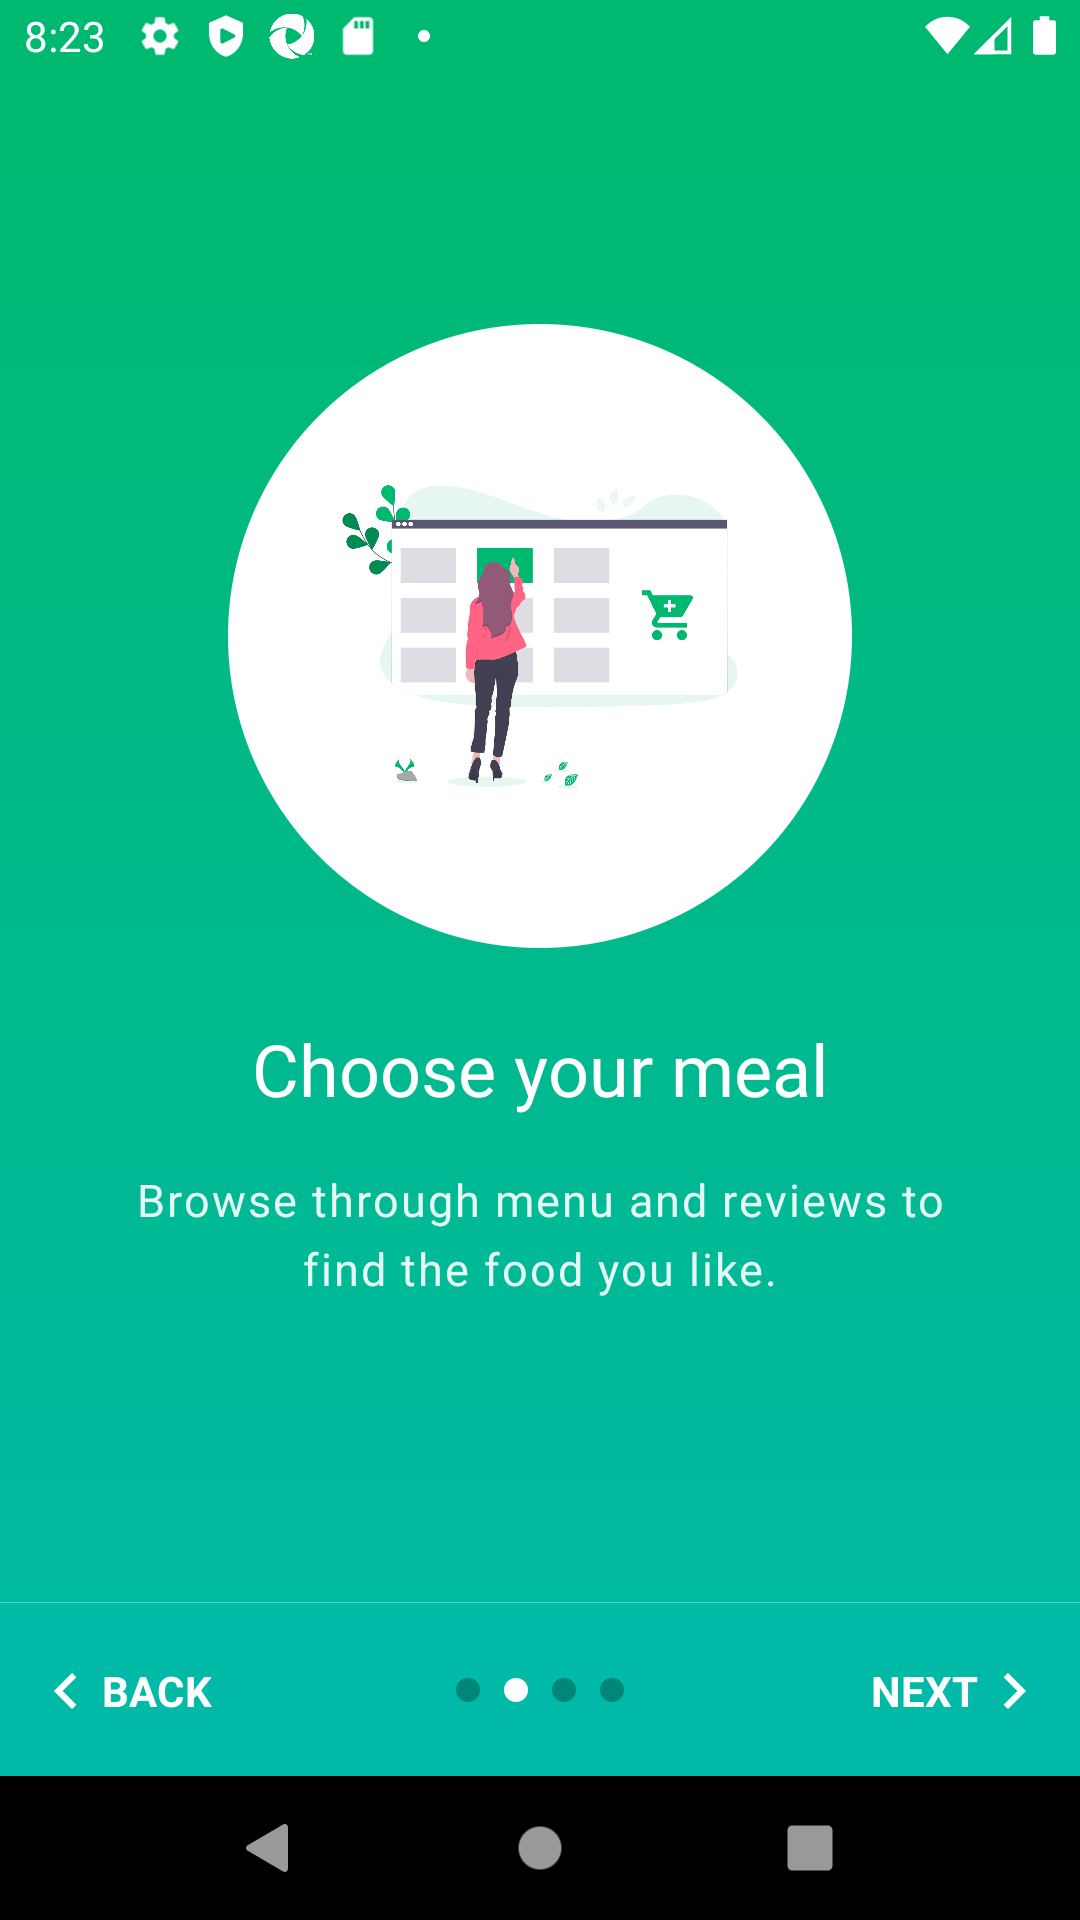 8:23
Choose your meal
Browse through menu and reviews to
find the food you like.
BACK
NEXT